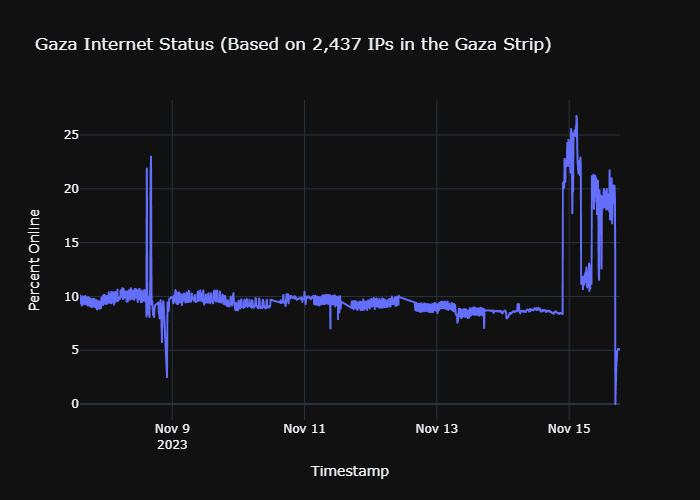 Gaza Internet Status (Based on 2,437 IPs in the Gaza Strip)
Percent Online
25
20
15
10
5
0
Nov 9
2023
Nov 11
Nov 13
Nov 15
Timestamp